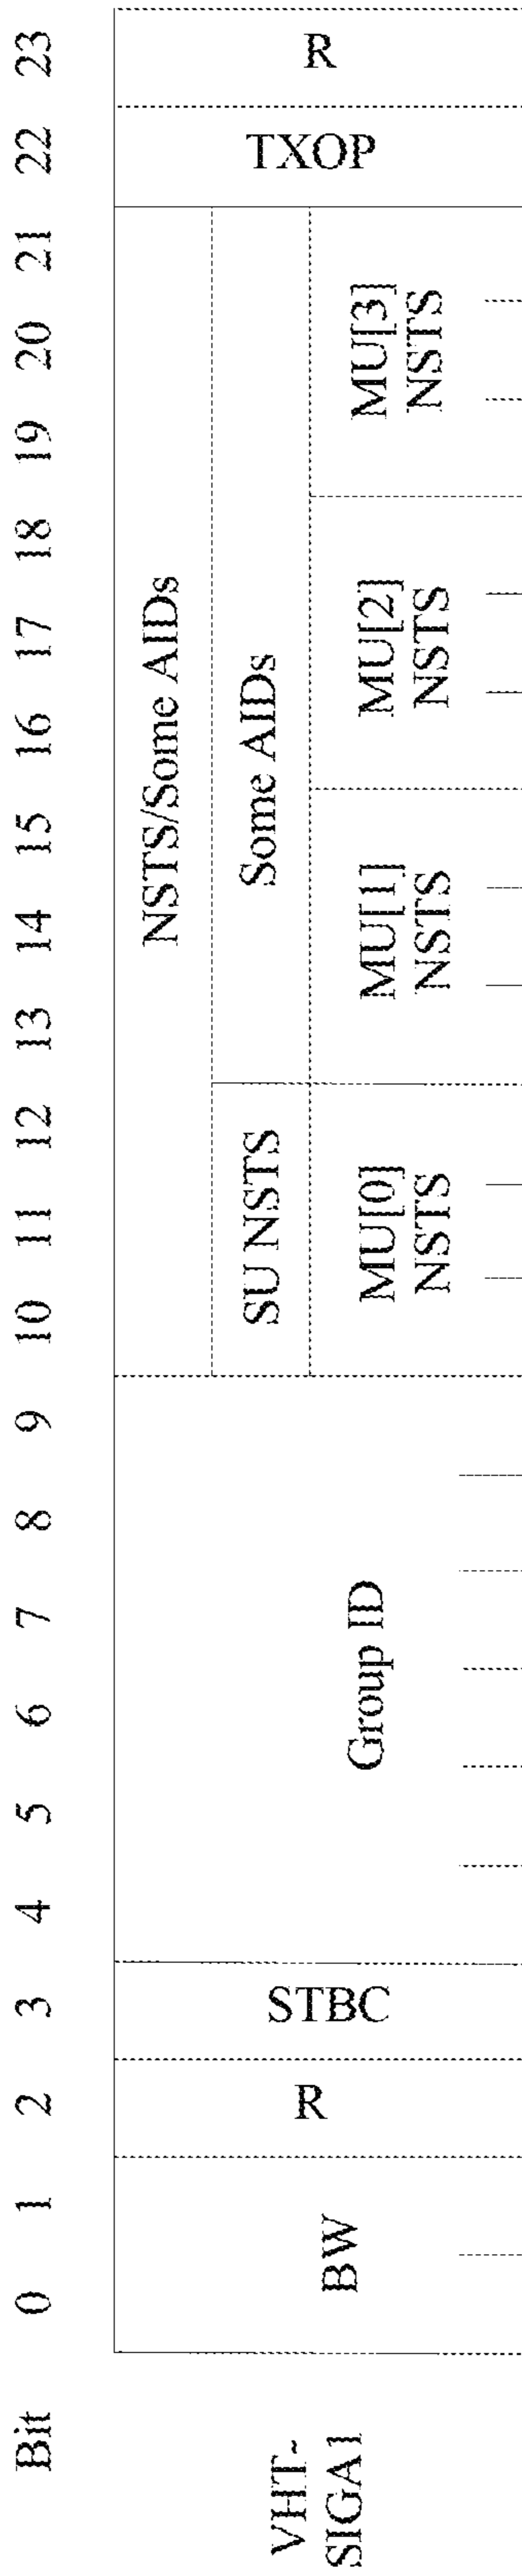 Bit 0 1 2 3 4 5 6 7 8 9 10 11 12 13 14 15 16 17 18 19 20 21 22 23
VHT-
SIGA1
BW
R
STBC
Group ID
NSTS/Some AIDs
SU NSTS
Some AIDs
MU[0]
NSTS
MU[1]
NSTS
MU[2]
NSTS
MU[3]
NSTS
TXOP
R